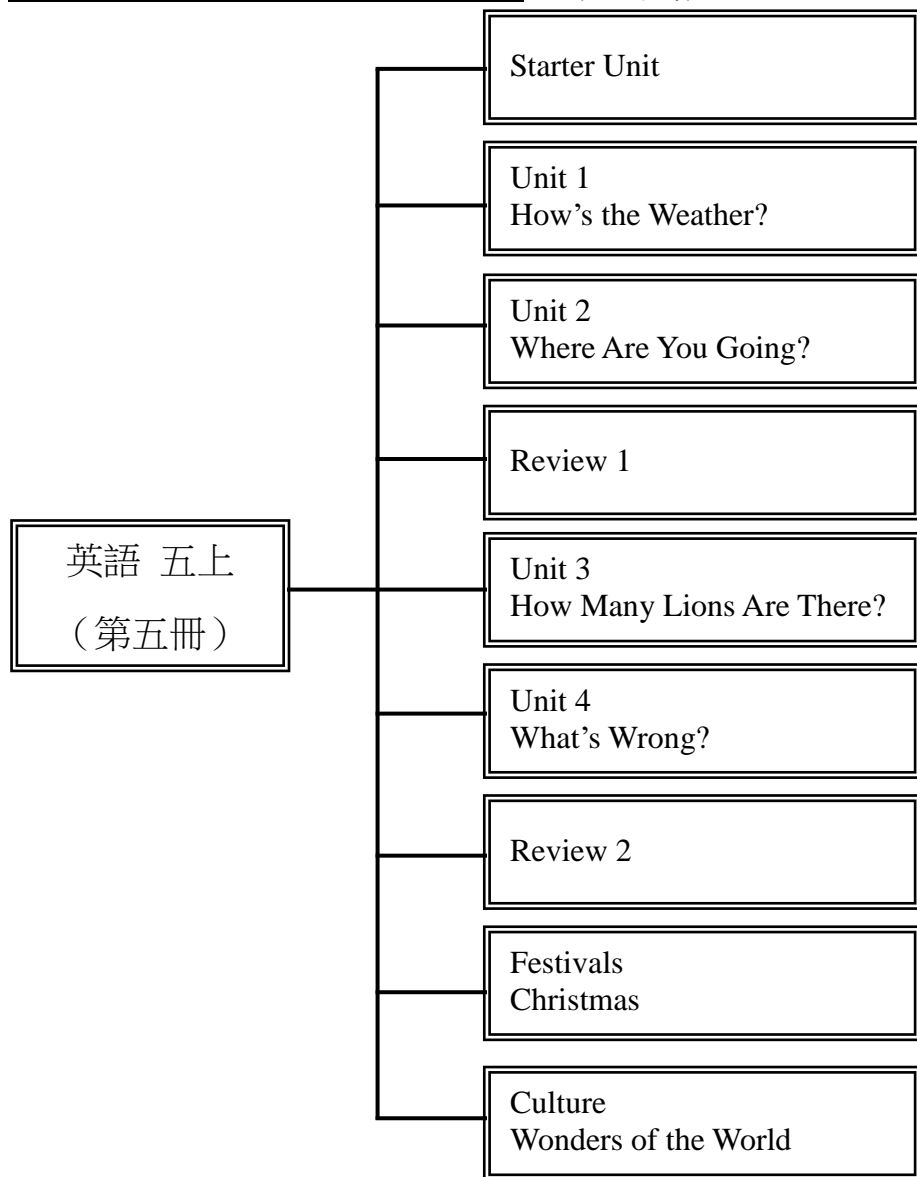 Starter Unit
Unit 1
How's the Weather?
Unit 2
Where Are You Going?
Review 1
英語 五上
（第五冊）
Unit 3
How Many Lions Are There?
Unit 4
What's Wrong?
Review 2
Festivals
Christmas
Culture
Wonders of the World